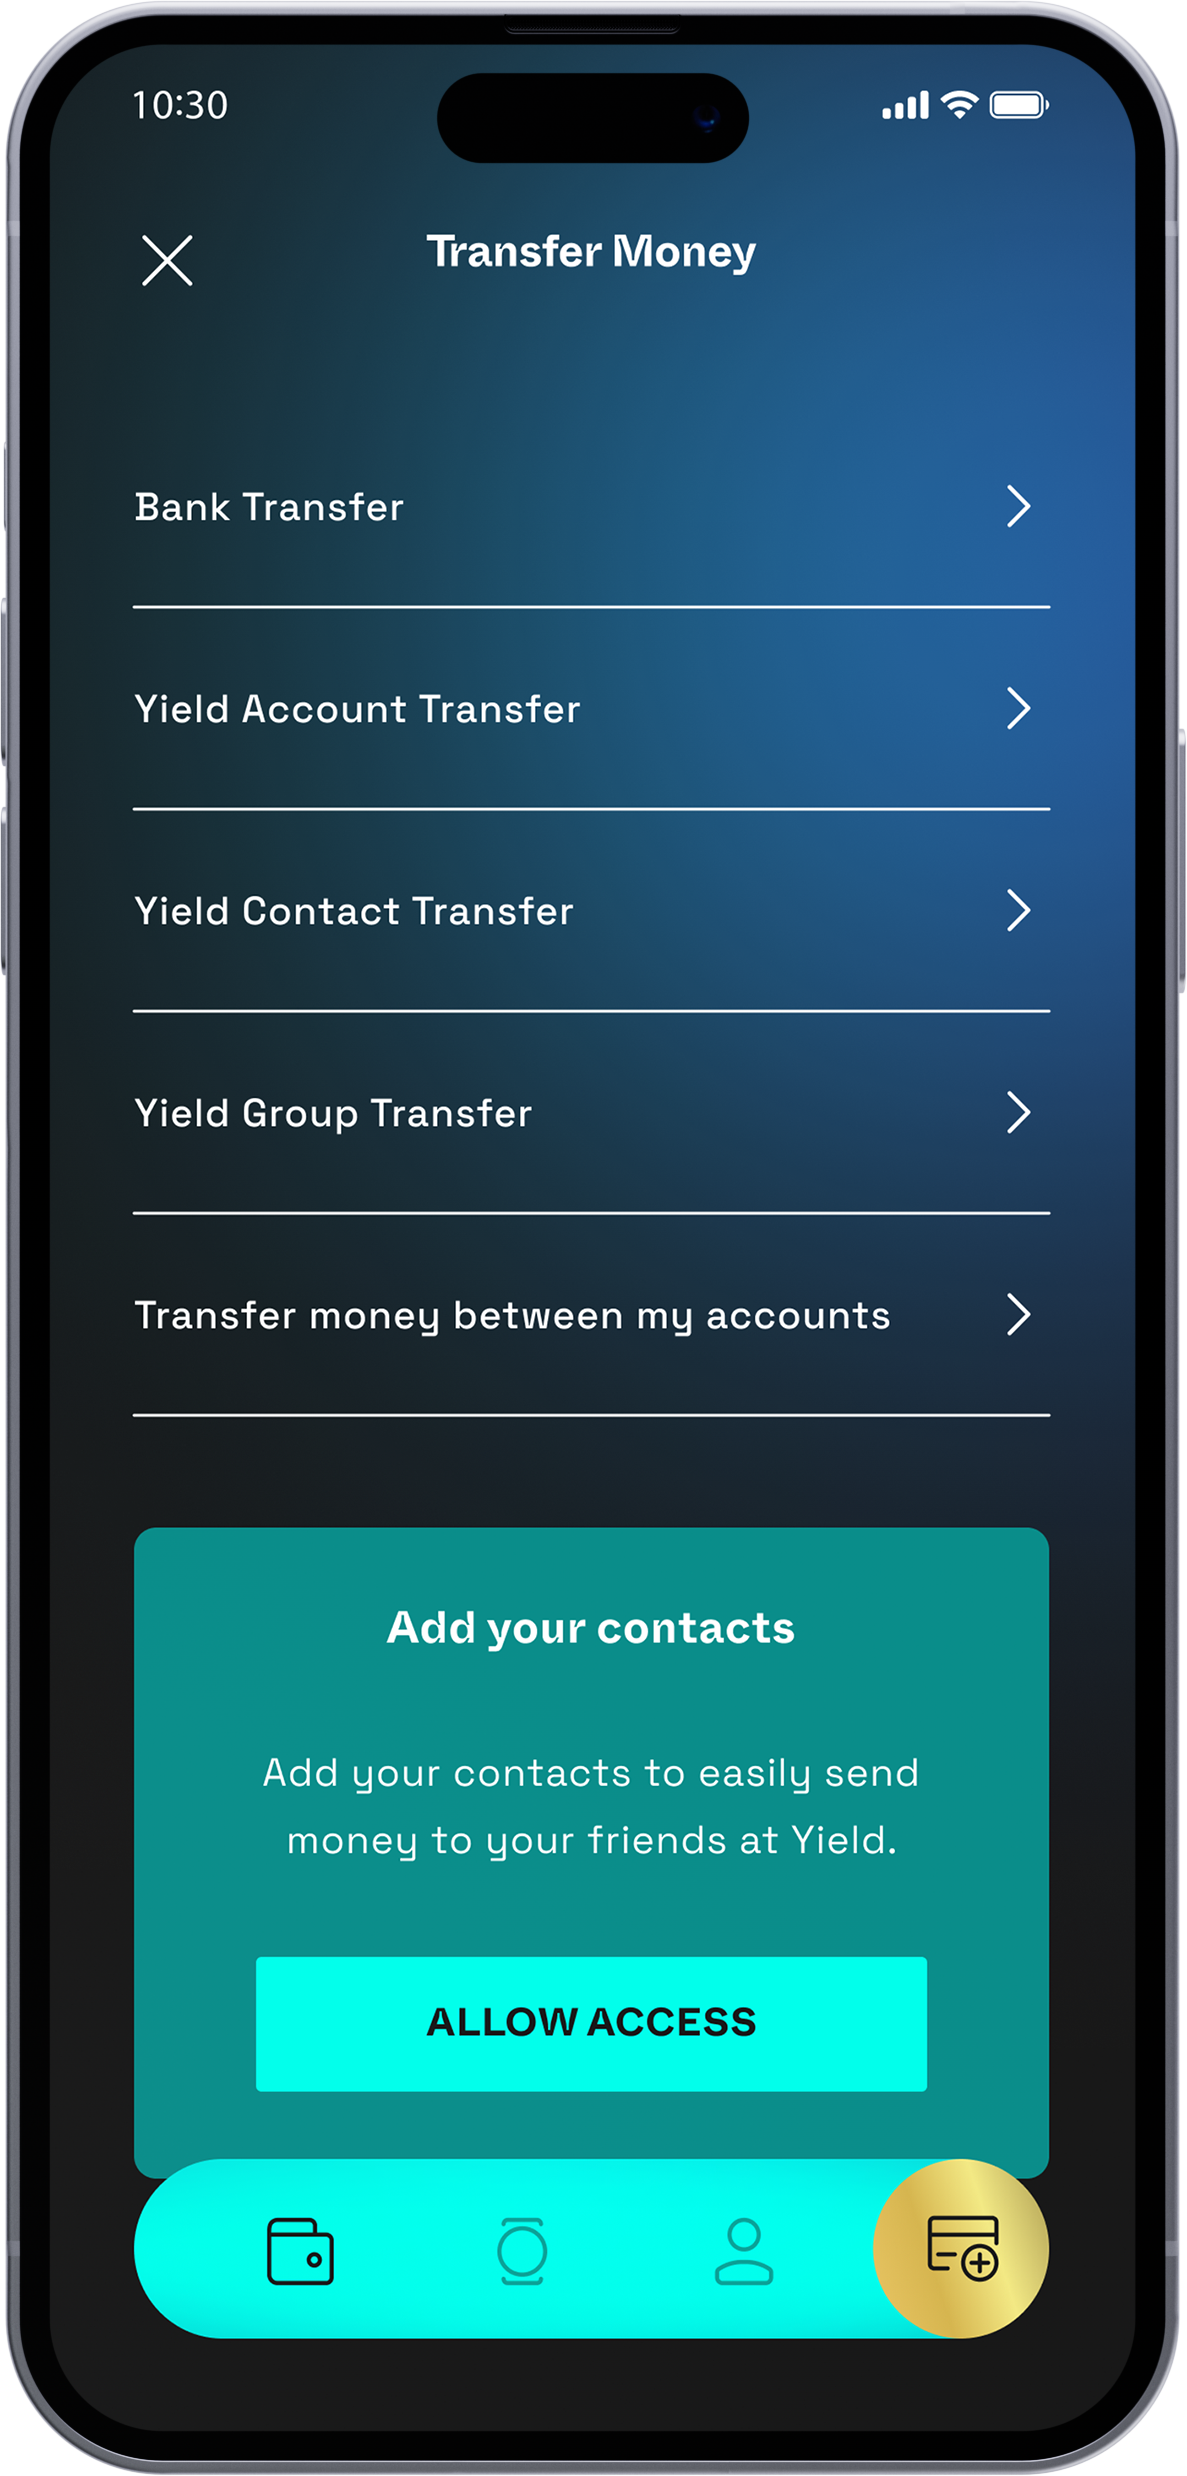 10:30
Transfer Money
Bank Transfer
Yield Account Transfer
Yield Contact Transfer
Yield Group Transfer
Transfer money between my accounts
Add your contacts
Add your contacts to easily send
money to your friends at Yield.
ALLOW ACCESS